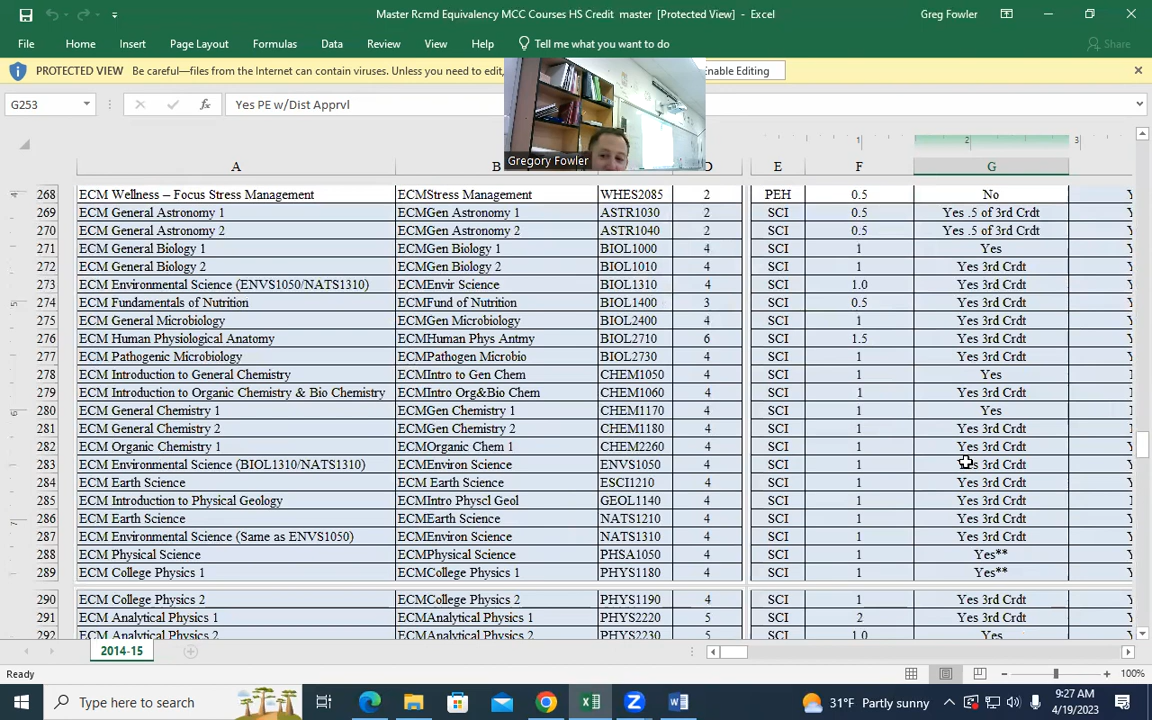 Master Rcmd Equivalency MCC Courses HS Credit master [Protected View] - Excel
Greg Fowler
File Home Insert Page Layout Formulas Data Review View Help Tell me what you want to do Share
PROTECTED VIEW Be careful—files from the Internet can contain viruses. Unless you need to edit, Enable Editing
G253 fx Yes PE w/Dist Apprvl
Gregory Fowler
1 2 3
A B D E F G
268 ECM Wellness – Focus Stress Management ECMStress Management WHES2085 2 PEH 0.5 No
269 ECM General Astronomy 1 ECMGen Astronomy 1 ASTR1030 2 SCI 0.5 Yes .5 of 3rd Crdt
270 ECM General Astronomy 2 ECMGen Astronomy 2 ASTR1040 2 SCI 0.5 Yes .5 of 3rd Crdt
271 ECM General Biology 1 ECMGen Biology 1 BIOL1000 4 SCI 1 Yes
272 ECM General Biology 2 ECMGen Biology 2 BIOL1010 4 SCI 1 Yes 3rd Crdt
273 ECM Environmental Science (ENVS1050/NATS1310) ECMEnvir Science BIOL1310 4 SCI 1.0 Yes 3rd Crdt
274 ECM Fundamentals of Nutrition ECMFund of Nutrition BIOL1400 3 SCI 0.5 Yes 3rd Crdt
275 ECM General Microbiology ECMGen Microbiology BIOL2400 4 SCI 1 Yes 3rd Crdt
276 ECM Human Physiological Anatomy ECMHuman Phys Antmy BIOL2710 6 SCI 1.5 Yes 3rd Crdt
277 ECM Pathogenic Microbiology ECMPathogen Microbio BIOL2730 4 SCI 1 Yes 3rd Crdt
278 ECM Introduction to General Chemistry ECMIntro to Gen Chem CHEM1050 4 SCI 1 Yes
279 ECM Introduction to Organic Chemistry & Bio Chemistry ECMIntro Org&Bio Chem CHEM1060 4 SCI 1 Yes 3rd Crdt
280 ECM General Chemistry 1 ECMGen Chemistry 1 CHEM1170 4 SCI 1 Yes
281 ECM General Chemistry 2 ECMGen Chemistry 2 CHEM1180 4 SCI 1 Yes 3rd Crdt
282 ECM Organic Chemistry 1 ECMOrganic Chem 1 CHEM2260 4 SCI 1 Yes 3rd Crdt
283 ECM Environmental Science (BIOL1310/NATS1310) ECMEnviron Science ENVS1050 4 SCI 1 Yes 3rd Crdt
284 ECM Earth Science ECM Earth Science ESCI1210 4 SCI 1 Yes 3rd Crdt
285 ECM Introduction to Physical Geology ECMIntro Physcl Geol GEOL1140 4 SCI 1 Yes 3rd Crdt
286 ECM Earth Science ECMEarth Science NATS1210 4 SCI 1 Yes 3rd Crdt
287 ECM Environmental Science (Same as ENVS1050) ECMEnviron Science NATS1310 4 SCI 1 Yes 3rd Crdt
288 ECM Physical Science ECMPhysical Science PHSA1050 4 SCI 1 Yes**
289 ECM College Physics 1 ECMCollege Physics 1 PHYS1180 4 SCI 1 Yes**
290 ECM College Physics 2 ECMCollege Physics 2 PHYS1190 4 SCI 1 Yes 3rd Crdt
291 ECM Analytical Physics 1 ECMAnalytical Physics 1 PHYS2220 5 SCI 2 Yes 3rd Crdt
292 ECM Analytical Physics 2 ECMAnalytical Physics 2 PHYS2230 5 SCI 1.0 Yes
2014-15
Ready 100%
Type here to search
31°F Partly sunny
9:27 AM
4/19/2023